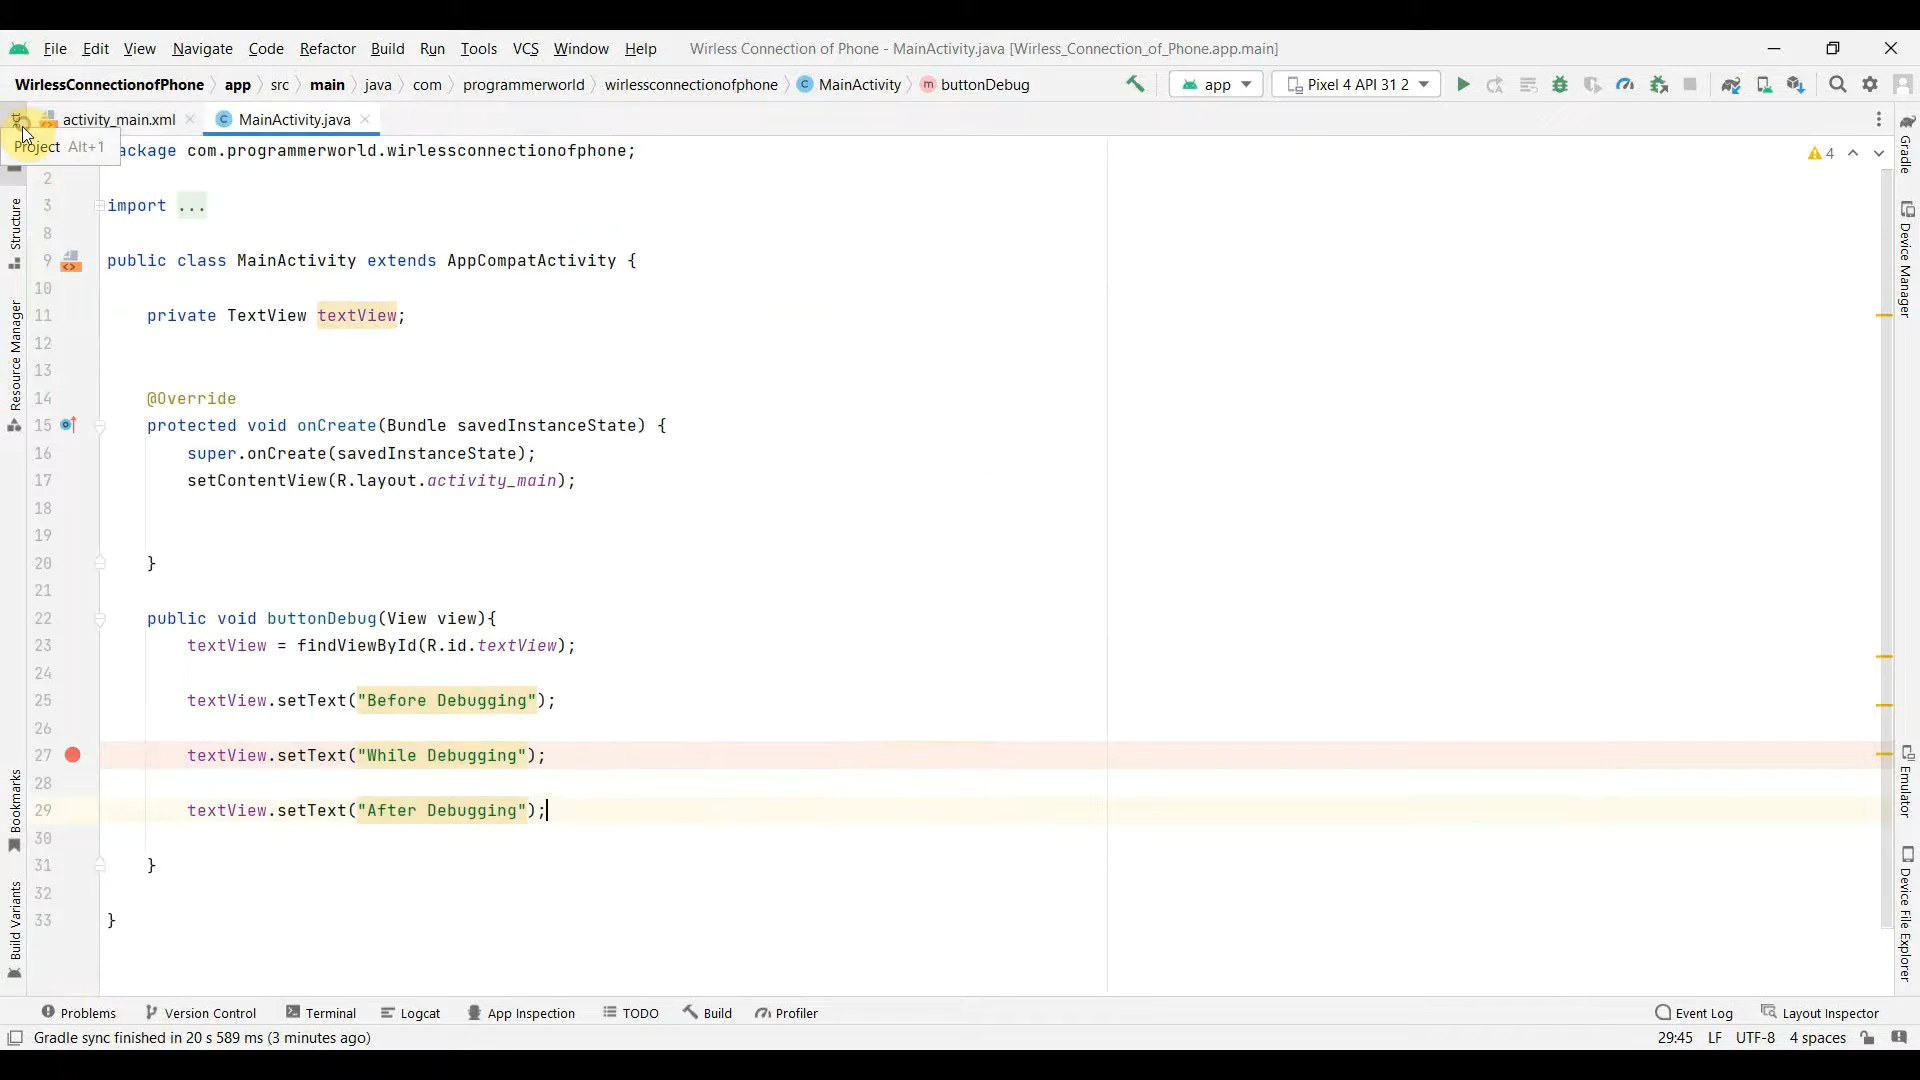 File Edit View Navigate Code Refactor Build Run Tools VCS Window Help Wirless Connection of Phone - MainActivity.java [Wirless_Connection_of_Phone.app.main]
WirlessConnectionofPhone app src main java com programmerworld wirlessconnectionofphone MainActivity buttonDebug app Pixel 4 API 31 2
activity_main.xml MainActivity.java
Project Alt+1
package com.programmerworld.wirlessconnectionofphone; 4
2
3 import ...
8
9 public class MainActivity extends AppCompatActivity {
10
11 private TextView textView;
12
13
14 @Override
15 protected void onCreate(Bundle savedInstanceState) {
16 super.onCreate(savedInstanceState);
17 setContentView(R.layout.activity_main);
18
19
20 }
21
22 public void buttonDebug(View view){
23 textView = findViewById(R.id.textView);
24
25 textView.setText("Before Debugging");
26
27 textView.setText("While Debugging");
28
29 textView.setText("After Debugging");
30
31 }
32
33 }
Structure
Resource Manager
Bookmarks
Build Variants
Gradle
Device Manager
Emulator
Device File Explorer
Problems Version Control Terminal Logcat App Inspection TODO Build Profiler Event Log Layout Inspector
Gradle sync finished in 20 s 589 ms (3 minutes ago) 29:45 LF UTF-8 4 spaces